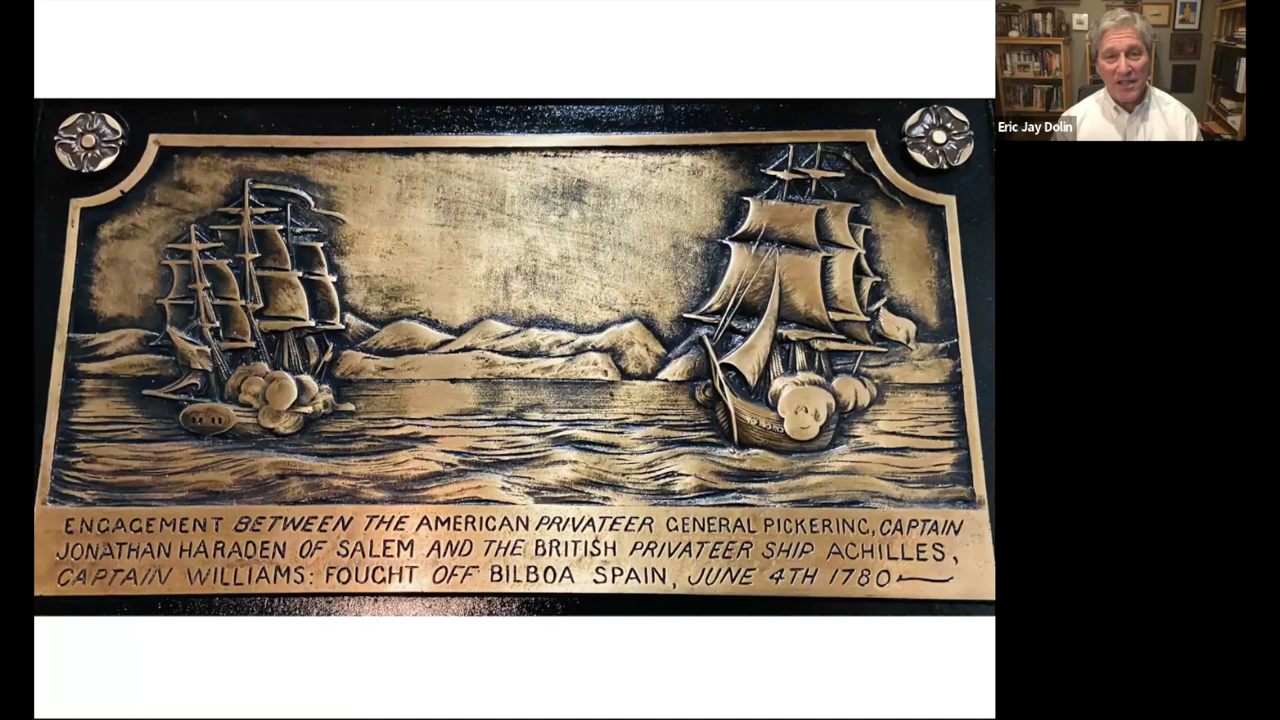 Eric Jay Dolin
ENGAGEMENT BETWEEN THE AMERICAN PRIVATEER GENERAL PICKERING, CAPTAIN
JONATHAN HARADEN OF SALEM AND THE BRITISH PRIVATEER SHIP ACHILLES,
CAPTAIN WILLIAMS: FOUGHT OFF BILBOA SPAIN, JUNE 4TH 1780